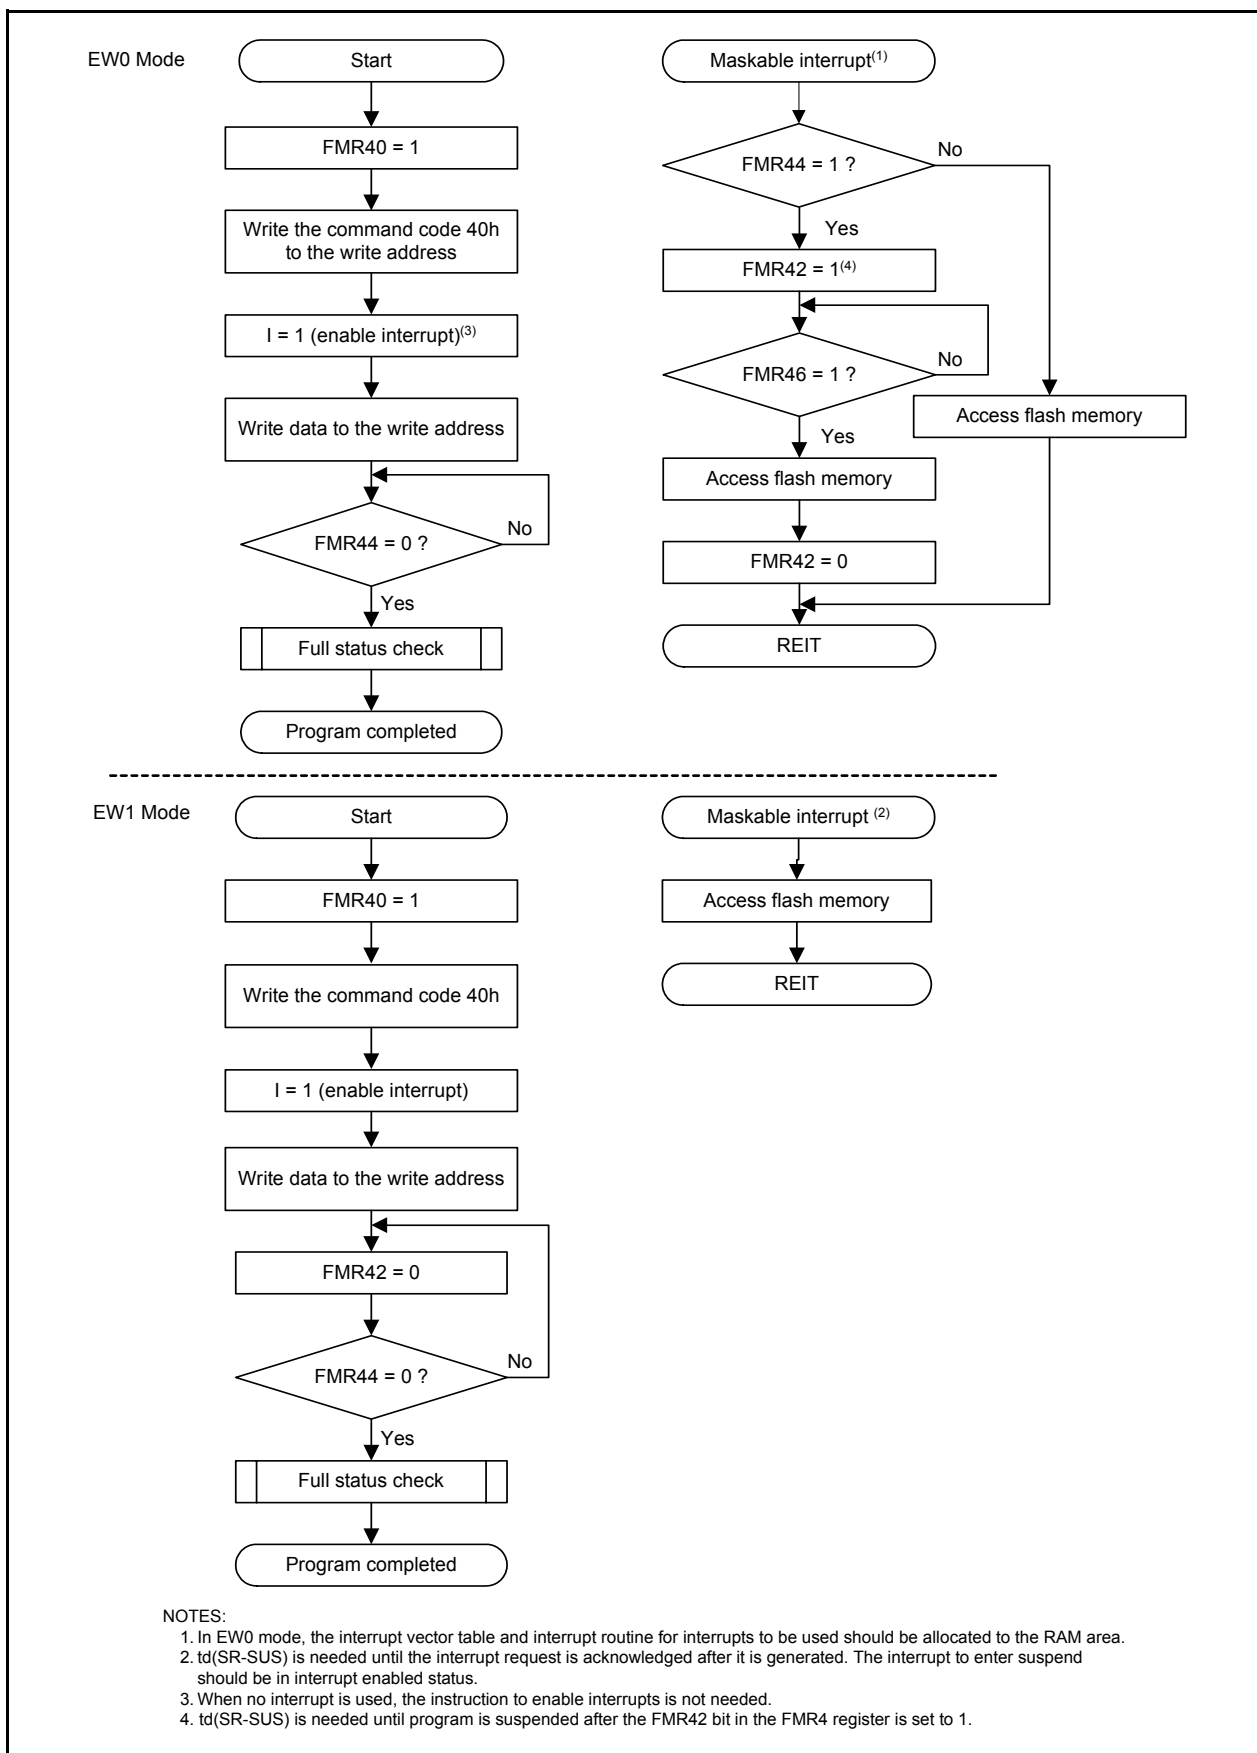 EW0 Mode
Start
FMR40 = 1
Write the command code 40h
to the write address
I = 1 (enable interrupt)(3)
Write data to the write address
FMR44 = 0 ?
No
Yes
Full status check
Program completed
Maskable interrupt(1)
FMR44 = 1 ?
No
Yes
FMR42 = 1(4)
FMR46 = 1 ?
No
Yes
Access flash memory
Access flash memory
FMR42 = 0
REIT
EW1 Mode
Start
FMR40 = 1
Write the command code 40h
I = 1 (enable interrupt)
Write data to the write address
FMR42 = 0
FMR44 = 0 ?
No
Yes
Full status check
Program completed
Maskable interrupt (2)
Access flash memory
REIT
NOTES:
1. In EW0 mode, the interrupt vector table and interrupt routine for interrupts to be used should be allocated to the RAM area.
2. td(SR-SUS) is needed until the interrupt request is acknowledged after it is generated. The interrupt to enter suspend
should be in interrupt enabled status.
3. When no interrupt is used, the instruction to enable interrupts is not needed.
4. td(SR-SUS) is needed until program is suspended after the FMR42 bit in the FMR4 register is set to 1.